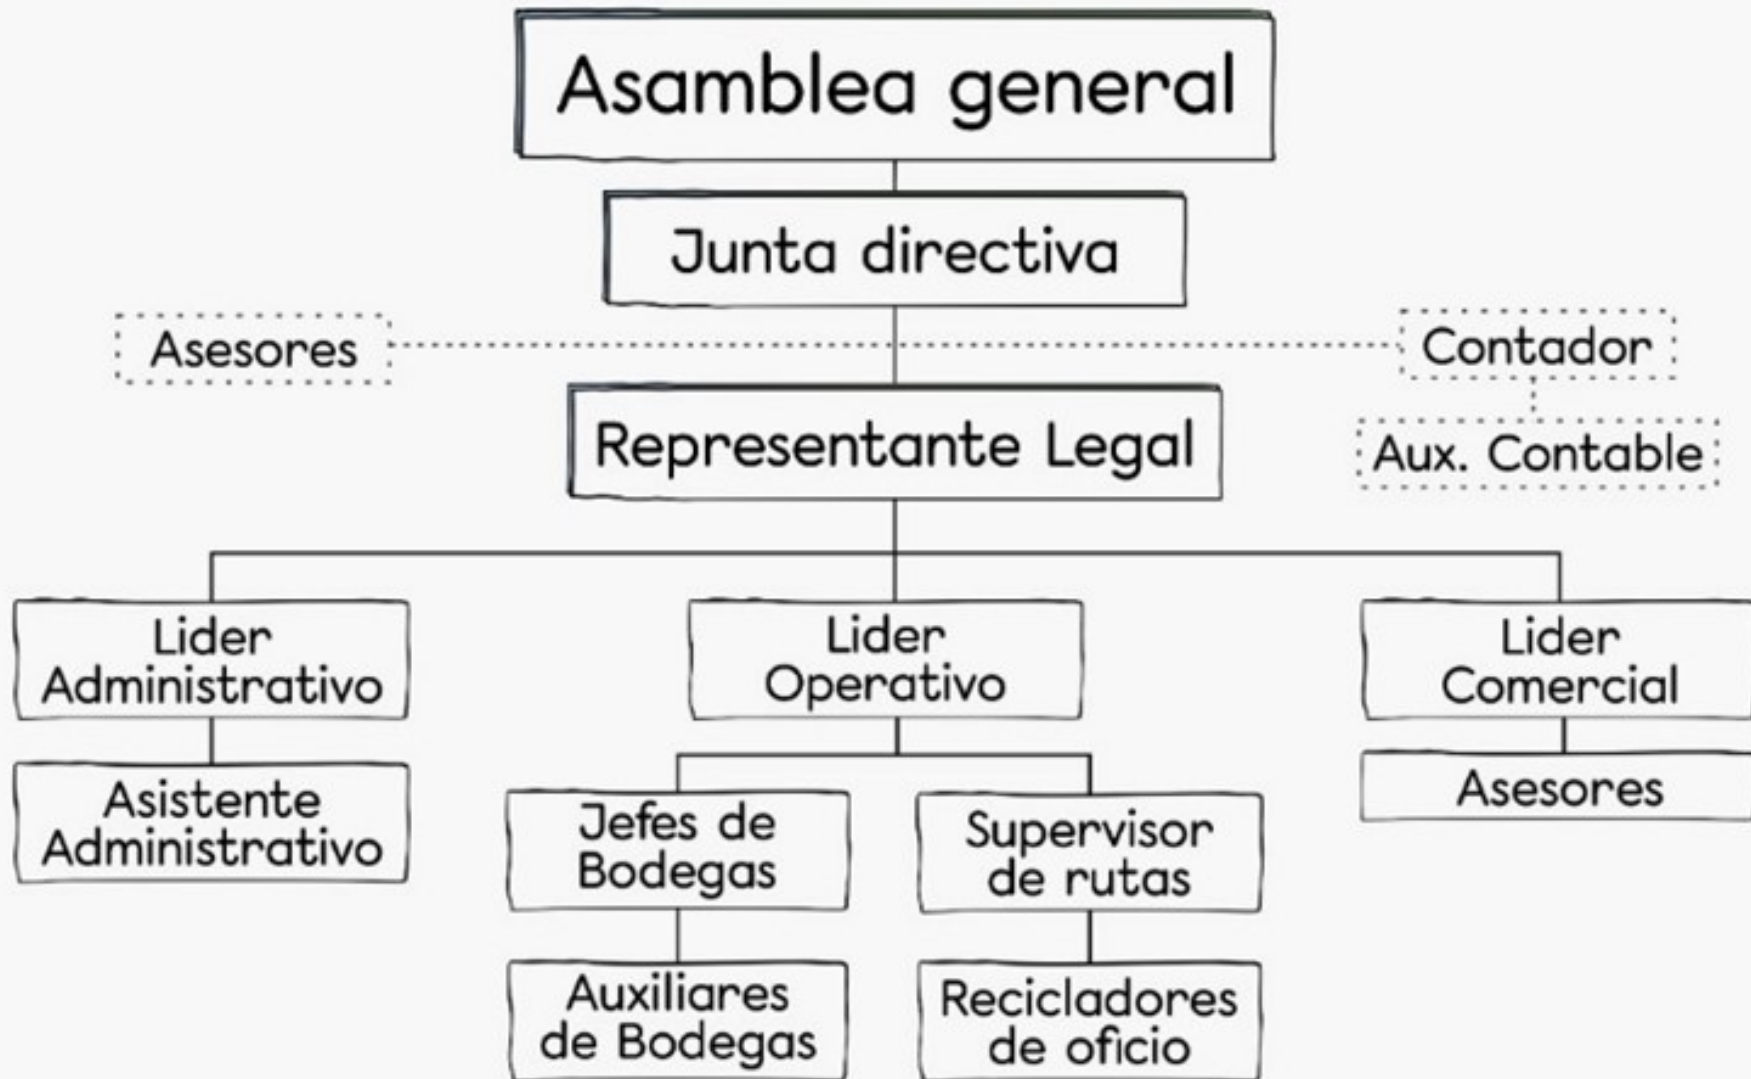 Asamblea general
Junta directiva
Asesores
Contador
Representante Legal
Aux. Contable
Lider
Administrativo
Lider
Operativo
Lider
Comercial
Asistente
Administrativo
Jefes de
Bodegas
Supervisor
de rutas
Asesores
Auxiliares
de Bodegas
Recicladores
de oficio